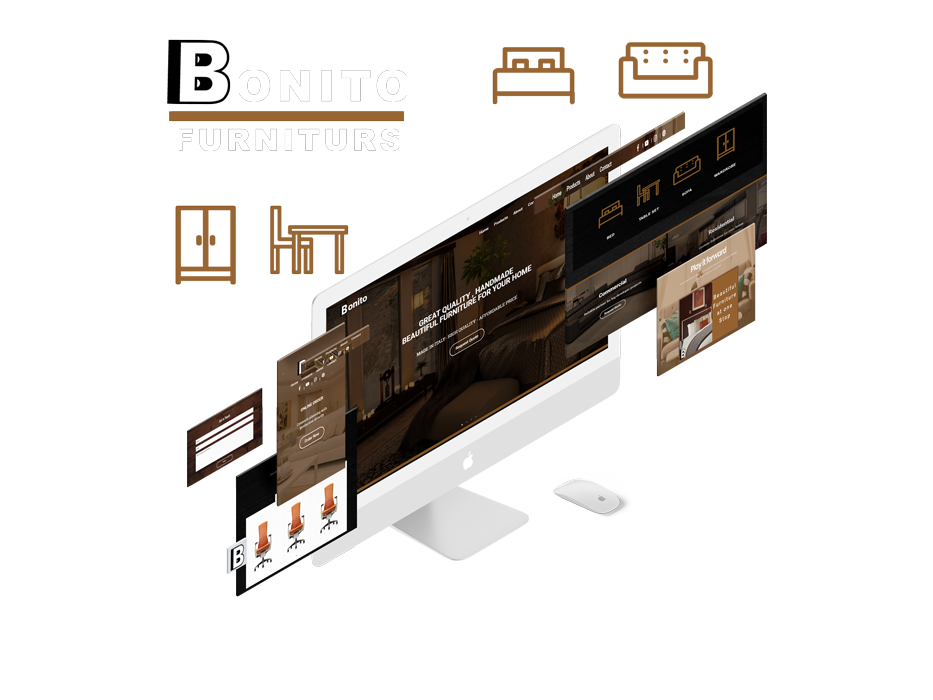 BONITO
FURNITURS
Home Products About Contact
Home Products About Con
BED
TABLE SET
SOFA
WARDROBE
Residential
Commercial
Play it forward
Beautiful
Furniture
at one
Stop
Bonito
GREAT QUALITY , HANDMADE
BEAUTIFUL FURNITURE FOR YOUR HOME
MADE IN ITALY · HIGH QUALITY · AFFORDABLE PRICE
Request Quote
ONLINE ORDER
Order Now
B